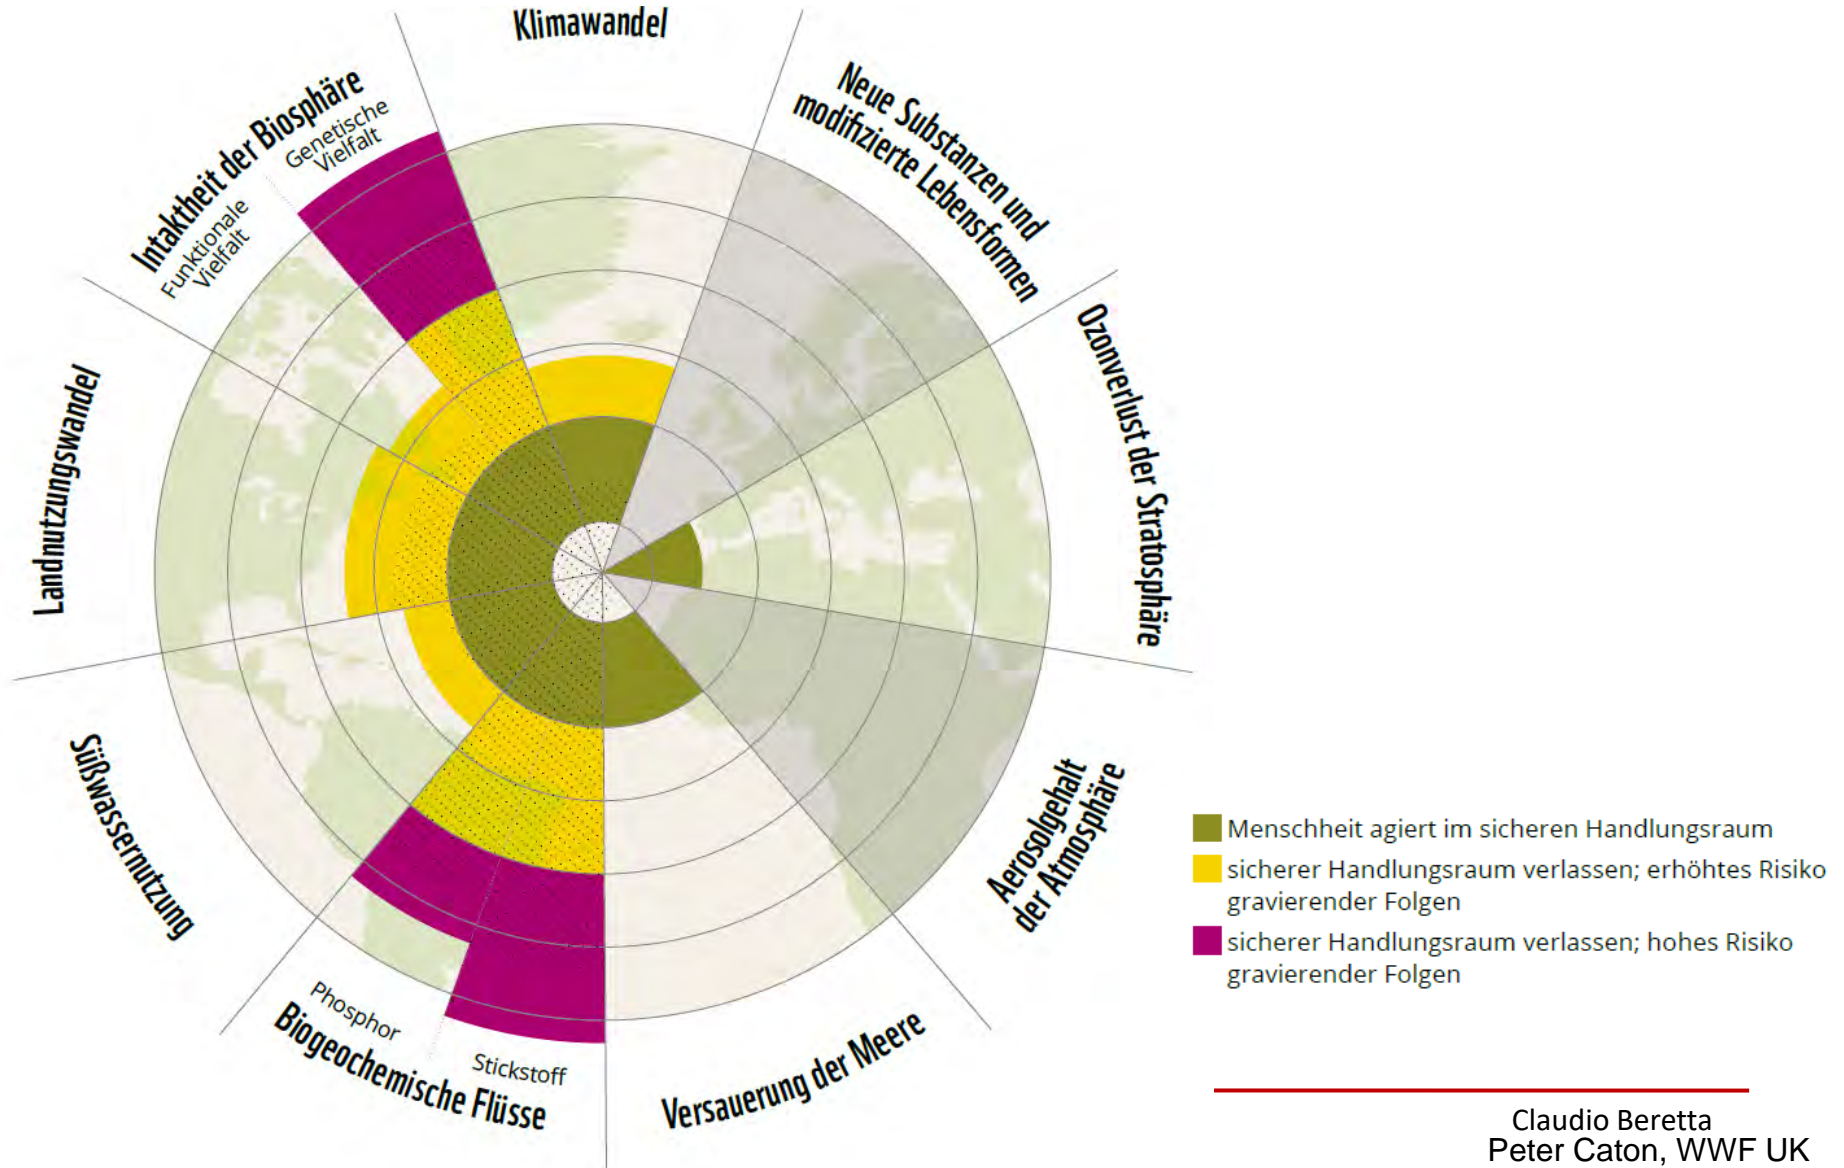 Klimawandel
Neue Substanzen und
modifizierte Lebensformen
Ozonverlust der Stratosphäre
Aerosolgehalt
der Atmosphäre
Versauerung der Meere
Biogeochemische Flüsse
Phosphor
Stickstoff
Süßwassernutzung
Landnutzungswandel
Intaktheit der Biosphäre
Funktionale
Vielfalt
Genetische
Vielfalt
Menschheit agiert im sicheren Handlungsraum
sicherer Handlungsraum verlassen; erhöhtes Risiko
gravierender Folgen
sicherer Handlungsraum verlassen; hohes Risiko
gravierender Folgen
Claudio Beretta
Peter Caton, WWF UK